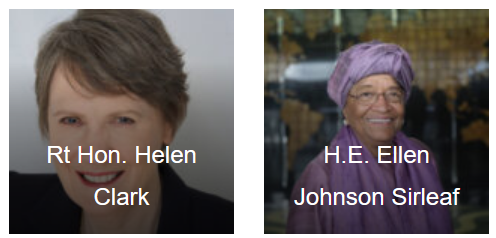 Rt Hon. Helen
Clark
H.E. Ellen
Johnson Sirleaf